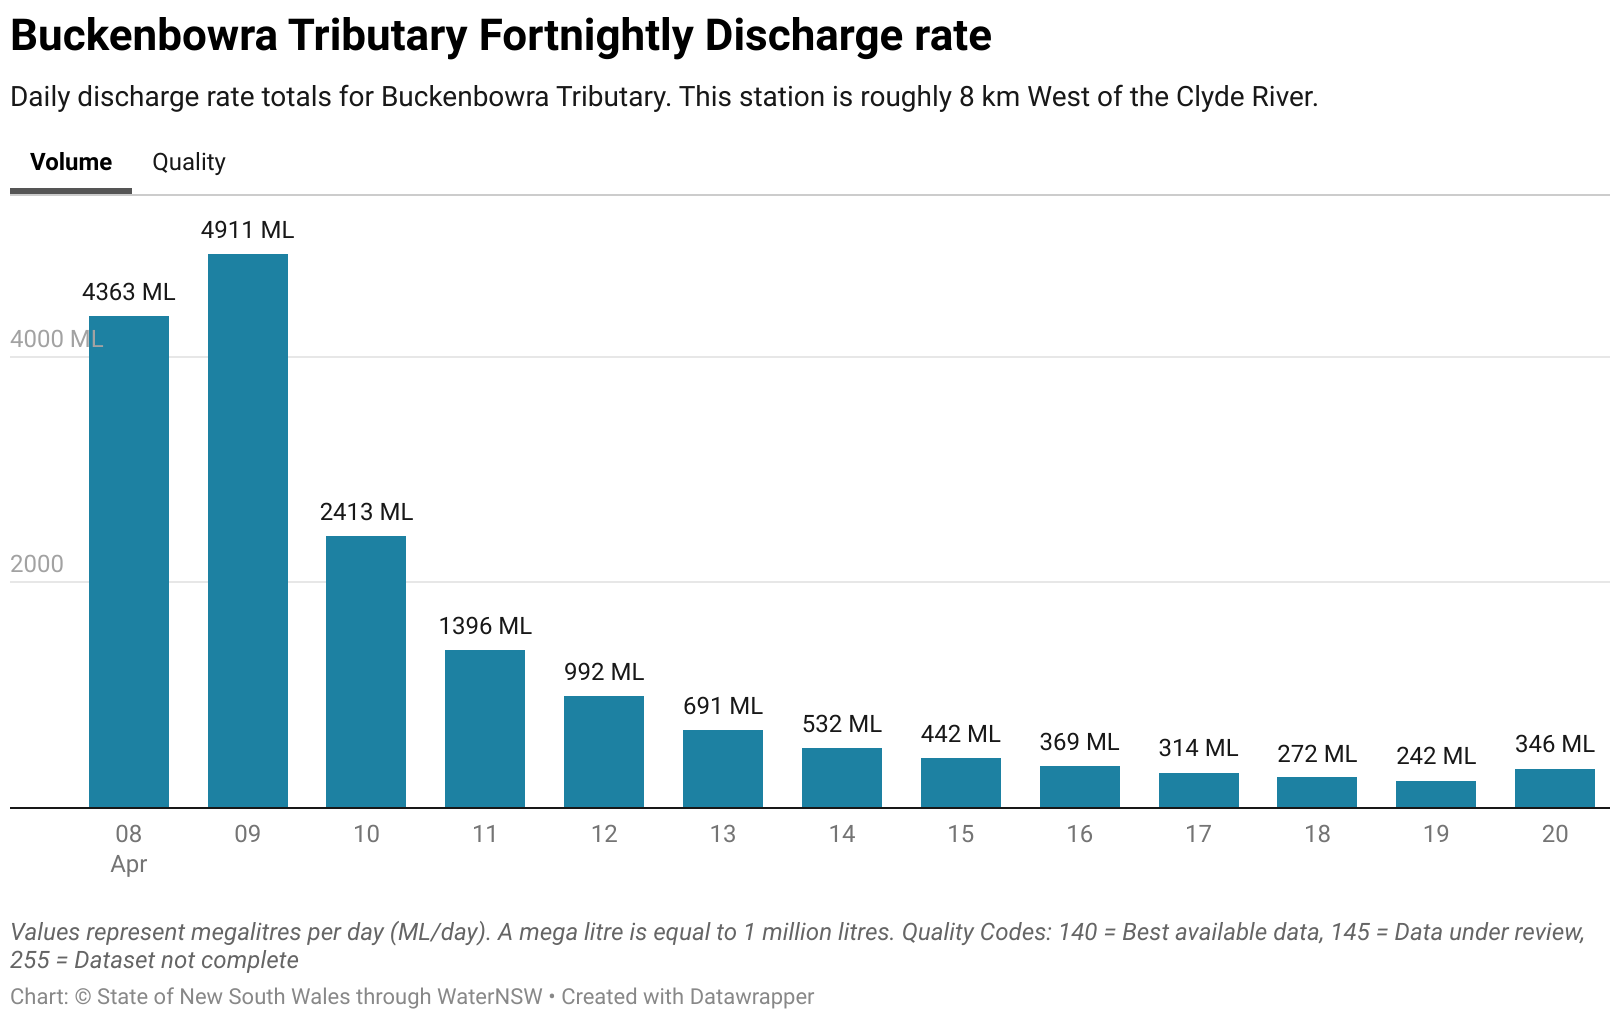 Buckenbowra Tributary Fortnightly Discharge rate
Daily discharge rate totals for Buckenbowra Tributary. This station is roughly 8 km West of the Clyde River.
Volume Quality
4911 ML
4363 ML
4000 ML
2413 ML
2000
1396 ML
992 ML
691 ML
532 ML
442 ML
369 ML
314 ML
272 ML
242 ML
346 ML
08 09 10 11 12 13 14 15 16 17 18 19 20
Apr
Values represent megalitres per day (ML/day). A mega litre is equal to 1 million litres. Quality Codes: 140 = Best available data, 145 = Data under review,
255 = Dataset not complete
Chart: © State of New South Wales through WaterNSW • Created with Datawrapper